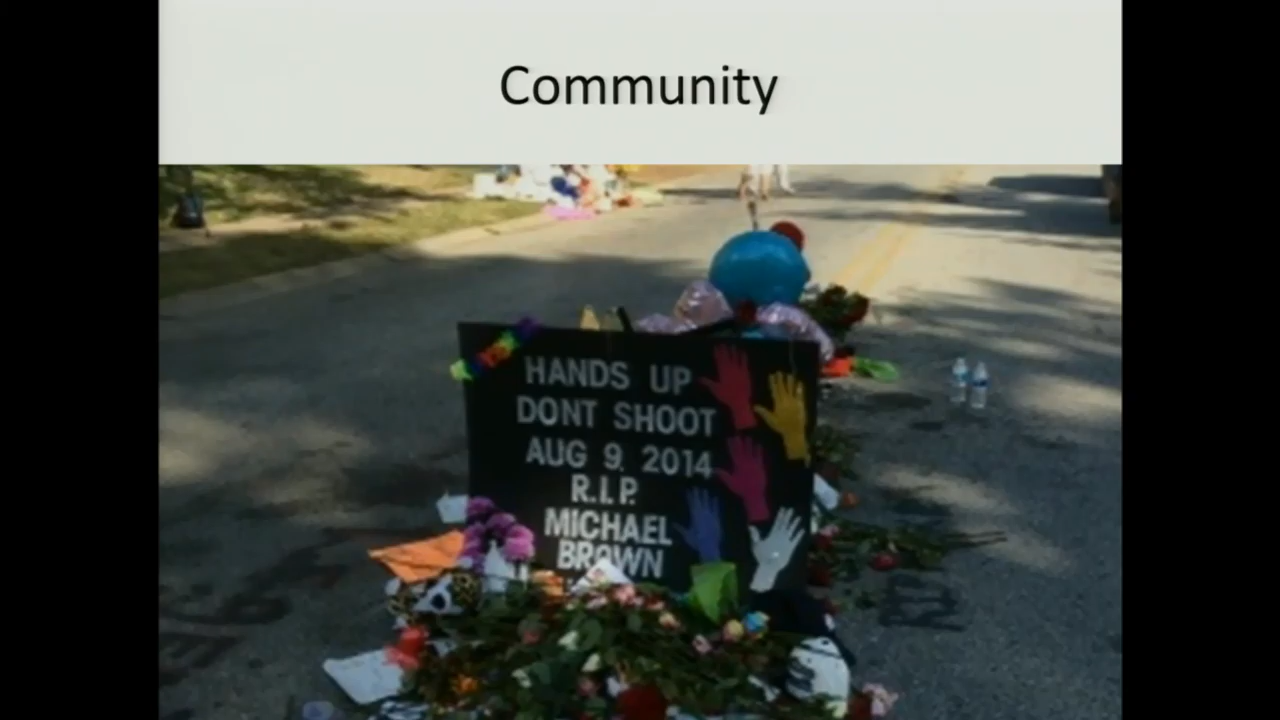 Community
HANDS UP
DONT SHOOT
AUG 9, 2014
R.I.P.
MICHAEL
BROWN